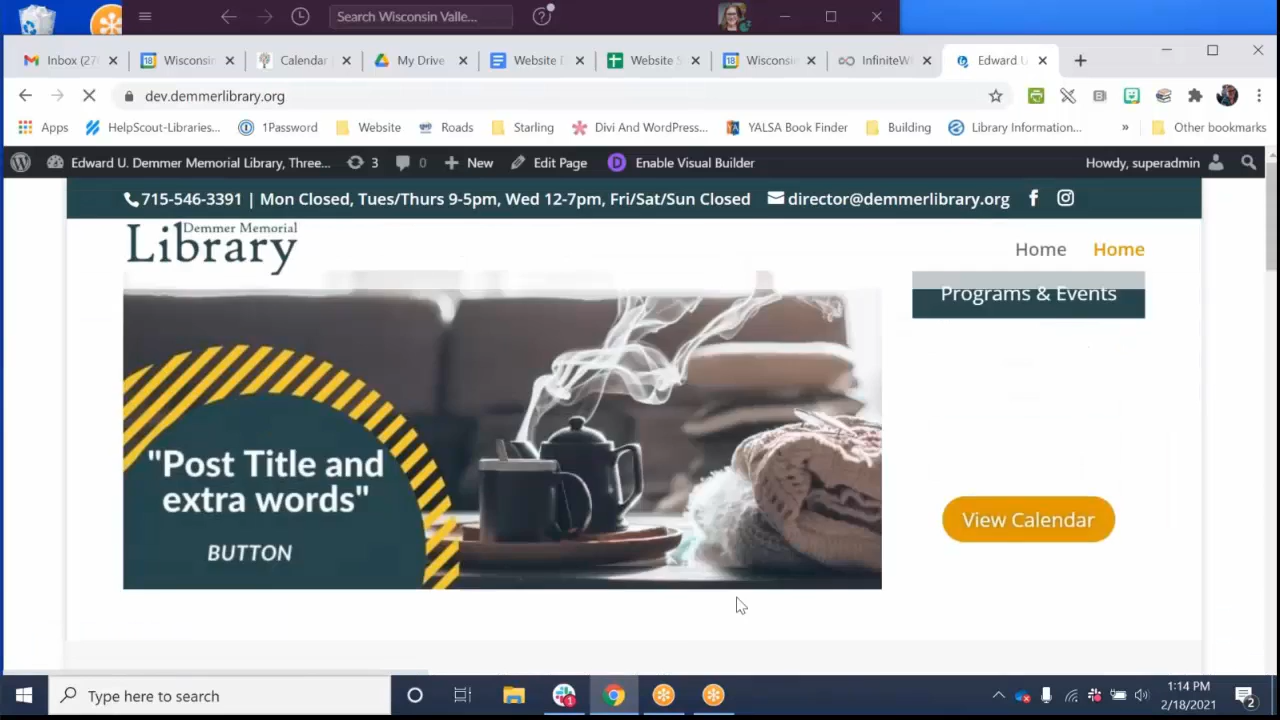 Search Wisconsin Valle...
Inbox (27
Wisconsin
Calendar
My Drive
Website D
Website S
Wisconsin
InfiniteW
Edward U
dev.demmerlibrary.org
Apps
HelpScout-Libraries...
1Password
Website
Roads
Starling
Divi And WordPress...
YALSA Book Finder
Building
Library Information...
»
Other bookmarks
Edward U. Demmer Memorial Library, Three...
3
0
New
Edit Page
Enable Visual Builder
Howdy, superadmin
715-546-3391 | Mon Closed, Tues/Thurs 9-5pm, Wed 12-7pm, Fri/Sat/Sun Closed
director@demmerlibrary.org
Demmer Memorial
Library
Home
Home
Programs & Events
"Post Title and
extra words"
BUTTON
View Calendar
Type here to search
1:14 PM
2/18/2021
2